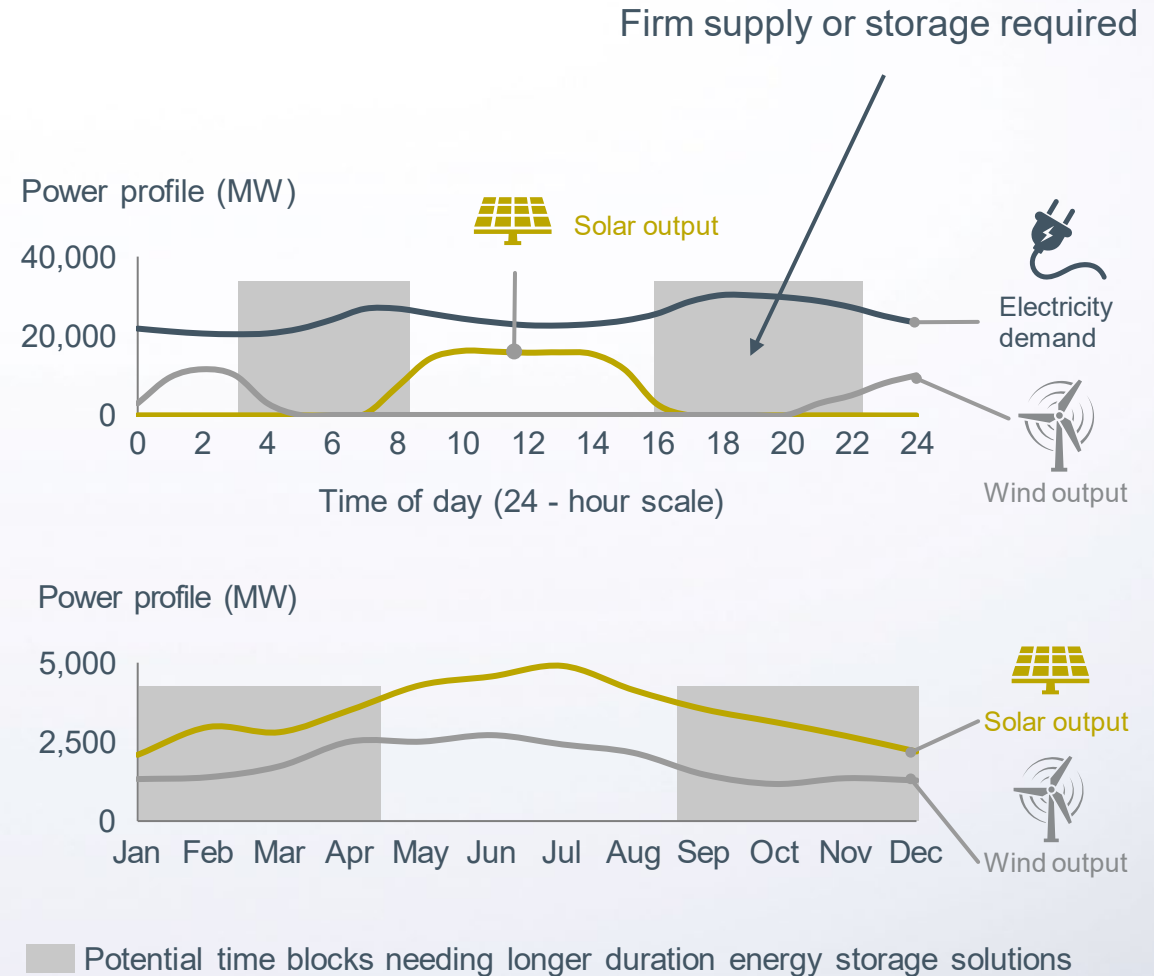 Firm supply or storage required
Power profile (MW)
Solar output
40,000
20,000
0
Electricity
demand
0 2 4 6 8 10 12 14 16 18 20 22 24
Wind output
Time of day (24 - hour scale)
Power profile (MW)
5,000
2,500
0
Solar output
Jan Feb Mar Apr May Jun Jul Aug Sep Oct Nov Dec
Wind output
Potential time blocks needing longer duration energy storage solutions